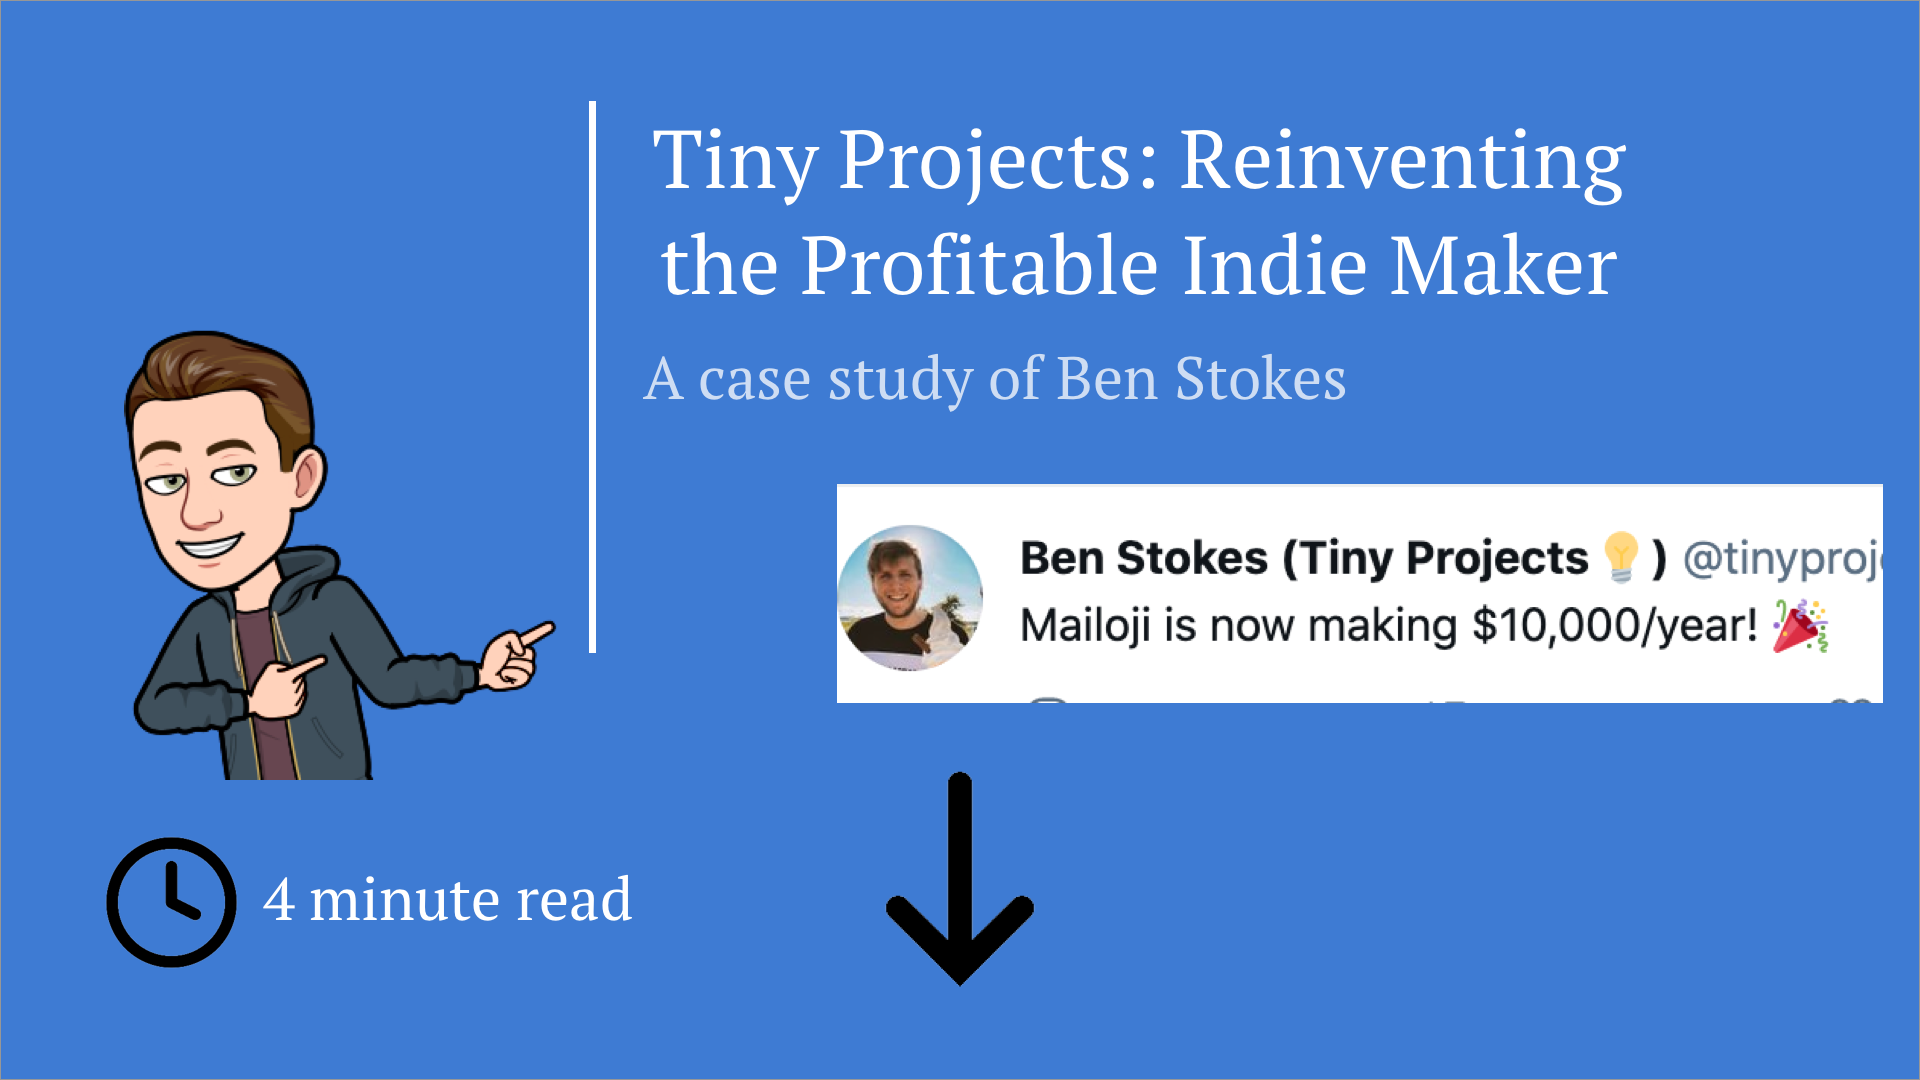 Tiny Projects: Reinventing
the Profitable Indie Maker
A case study of Ben Stokes
Ben Stokes (Tiny Projects 💡) @tinyproj
Mailoji is now making $10,000/year! 🎉
4 minute read